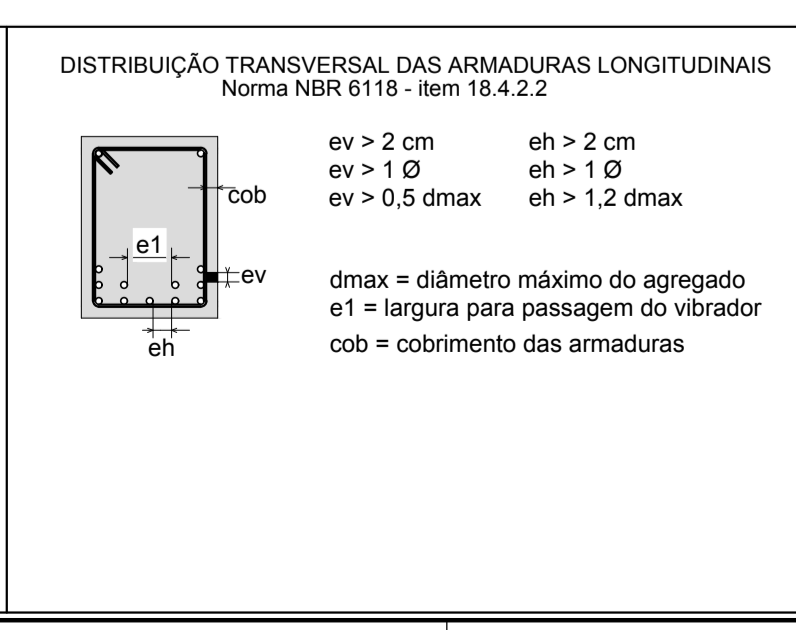 DISTRIBUIÇÃO TRANSVERSAL DAS ARMADURAS LONGITUDINAIS
Norma NBR 6118 - item 18.4.2.2
ev > 2 cm eh > 2 cm
ev > 1 Ø eh > 1 Ø
ev > 0,5 dmax eh > 1,2 dmax
cob
e1
ev
eh
dmax = diâmetro máximo do agregado
e1 = largura para passagem do vibrador
cob = cobrimento das armaduras